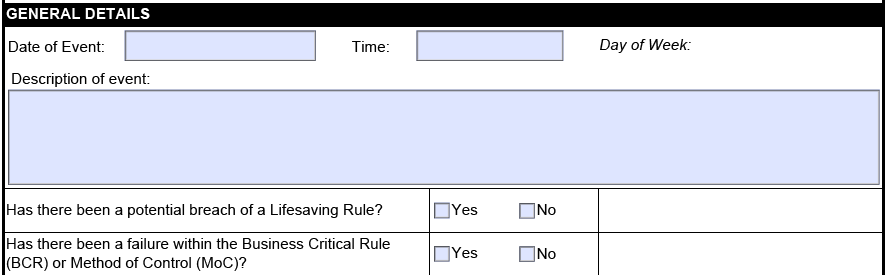 GENERAL DETAILS
Date of Event: Time: Day of Week:
Description of event:
Has there been a potential breach of a Lifesaving Rule? Yes No
Has there been a failure within the Business Critical Rule Yes No
(BCR) or Method of Control (MoC)?